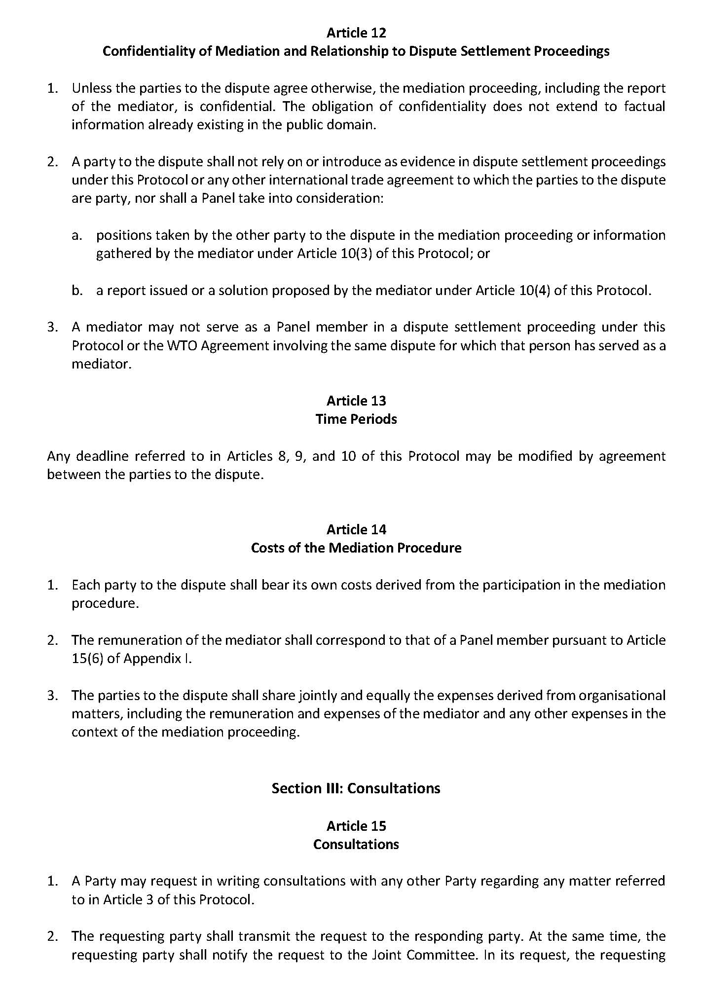 Article 12
Confidentiality of Mediation and Relationship to Dispute Settlement Proceedings
1. Unless the parties to the dispute agree otherwise, the mediation proceeding, including the report
of the mediator, is confidential. The obligation of confidentiality does not extend to factual
information already existing in the public domain.
2. A party to the dispute shall not rely on or introduce as evidence in dispute settlement proceedings
under this Protocol or any other international trade agreement to which the parties to the dispute
are party, nor shall a Panel take into consideration:
a. positions taken by the other party to the dispute in the mediation proceeding or information
gathered by the mediator under Article 10(3) of this Protocol; or
b. a report issued or a solution proposed by the mediator under Article 10(4) of this Protocol.
3. A mediator may not serve as a Panel member in a dispute settlement proceeding under this
Protocol or the WTO Agreement involving the same dispute for which that person has served as a
mediator.
Article 13
Time Periods
Any deadline referred to in Articles 8, 9, and 10 of this Protocol may be modified by agreement
between the parties to the dispute.
Article 14
Costs of the Mediation Procedure
1. Each party to the dispute shall bear its own costs derived from the participation in the mediation
procedure.
2. The remuneration of the mediator shall correspond to that of a Panel member pursuant to Article
15(6) of Appendix I.
3. The parties to the dispute shall share jointly and equally the expenses derived from organisational
matters, including the remuneration and expenses of the mediator and any other expenses in the
context of the mediation proceeding.
Section III: Consultations
Article 15
Consultations
1. A Party may request in writing consultations with any other Party regarding any matter referred
to in Article 3 of this Protocol.
2. The requesting party shall transmit the request to the responding party. At the same time, the
requesting party shall notify the request to the Joint Committee. In its request, the requesting